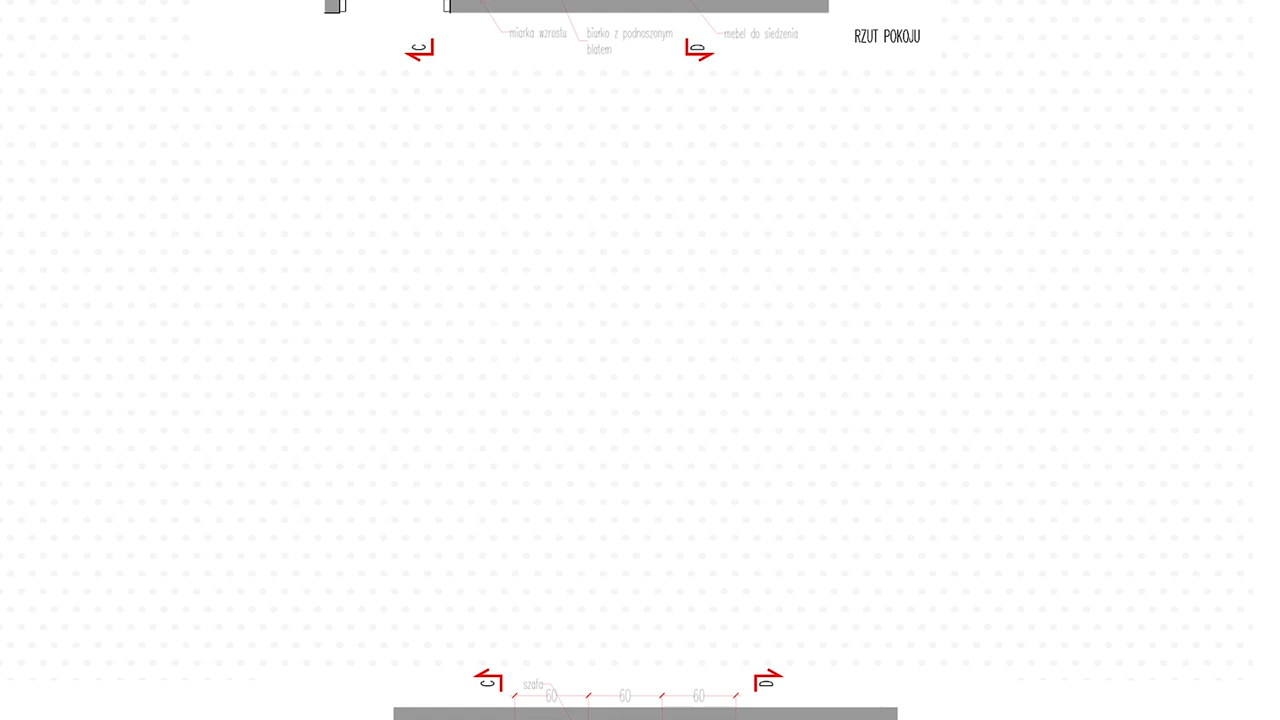 miarka wzrostu
biurko z podnoszonym
blatem
mebel do siedzenia
RZUT POKOJU
C
D
C
szafa
60
60
60
D